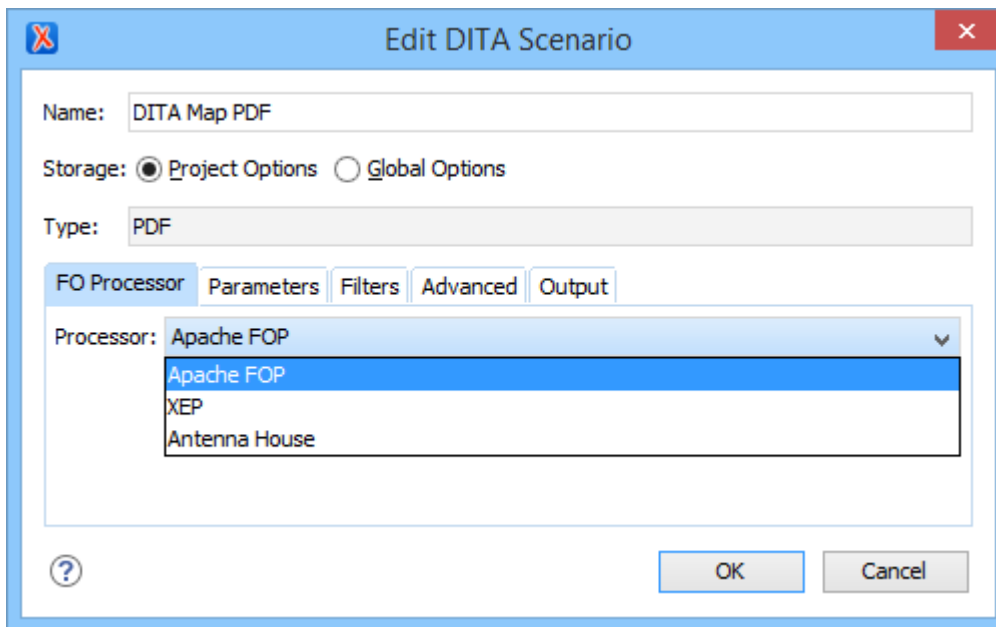 Edit DITA Scenario
Name: DITA Map PDF
Storage: Project Options Global Options
Type: PDF
FO Processor Parameters Filters Advanced Output
Processor: Apache FOP
Apache FOP
XEP
Antenna House
? OK Cancel